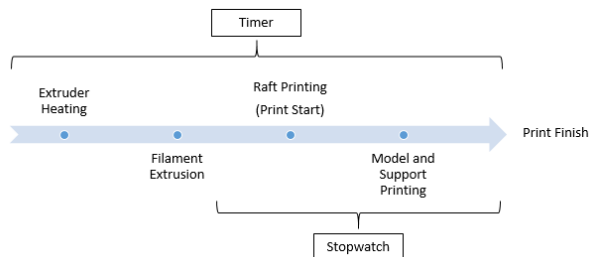 Timer
Extruder
Heating
Raft Printing
(Print Start)
Print Finish
Filament
Extrusion
Model and
Support
Printing
Stopwatch